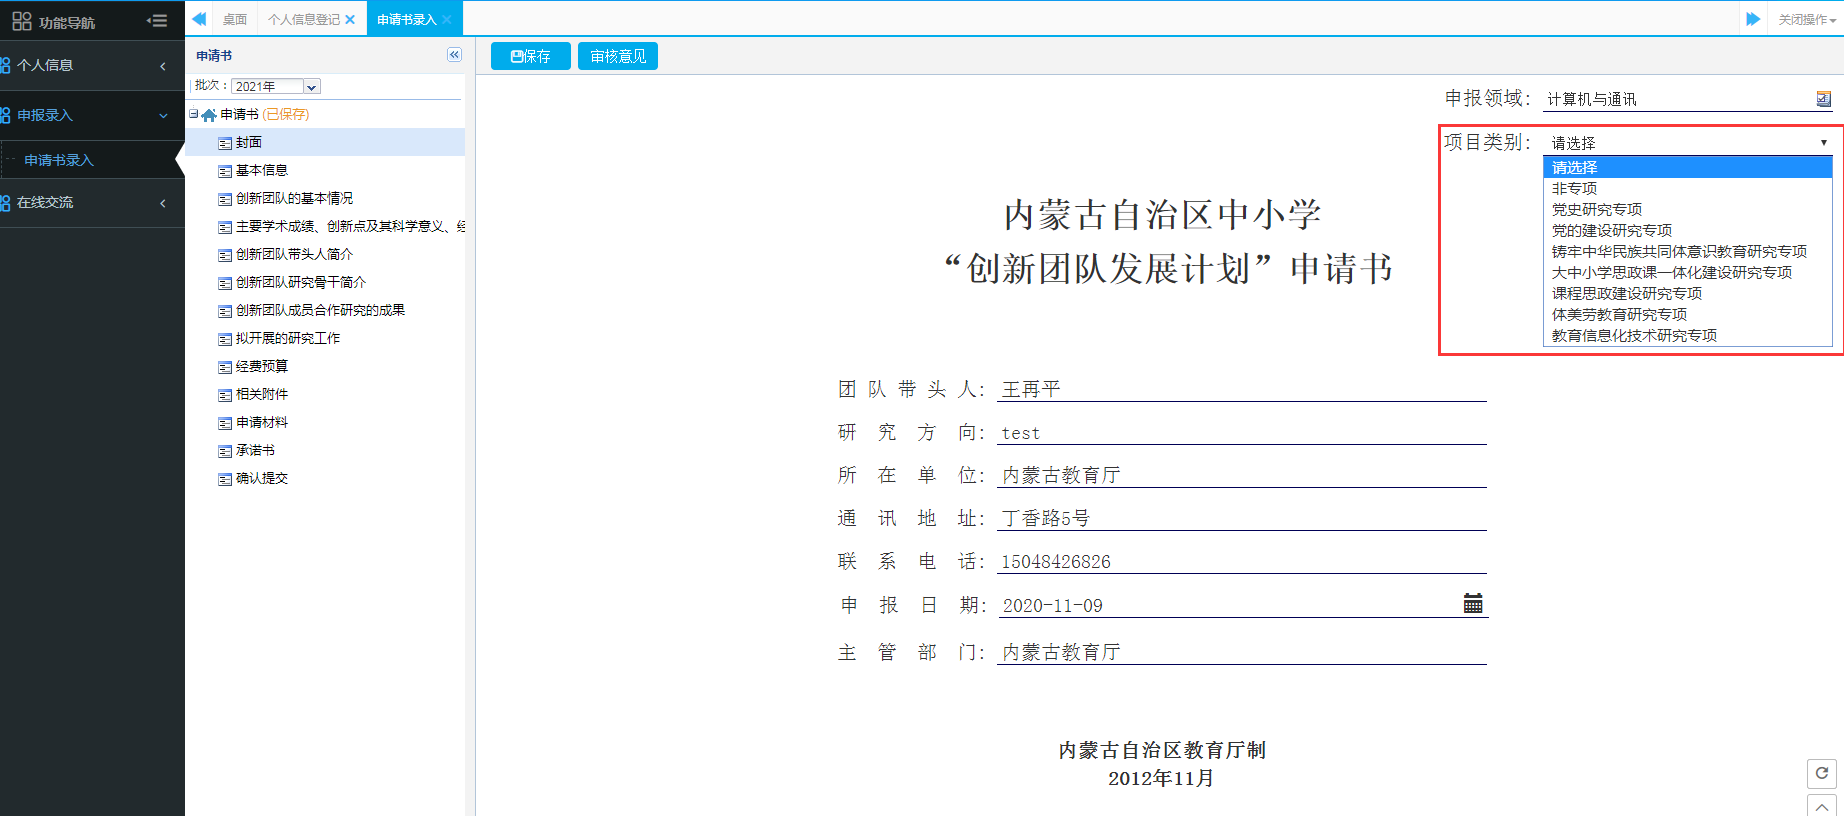 功能导航
个人信息
申报录入
申请书录入
在线交流
桌面
个人信息登记
申请书录入
关闭操作
申请书
批次：2021年
申请书 (已保存)
封面
基本信息
创新团队的基本情况
主要学术成绩、创新点及其科学意义、经
创新团队带头人简介
创新团队研究骨干简介
创新团队成员合作研究的成果
拟开展的研究工作
经费预算
相关附件
申请材料
承诺书
确认提交
保存
审核意见
申报领域：计算机与通讯
项目类别：请选择
请选择
非专项
党史研究专项
党的建设研究专项
铸牢中华民族共同体意识教育研究专项
大中小学思政课一体化建设研究专项
课程思政建设研究专项
体美劳教育研究专项
教育信息化技术研究专项
内蒙古自治区中小学
“创新团队发展计划”申请书
团队带头人：王再平
研究方向：test
所在单位：内蒙古教育厅
通讯地址：丁香路5号
联系电话：15048426826
申报日期：2020-11-09
主管部门：内蒙古教育厅
内蒙古自治区教育厅制
2012年11月